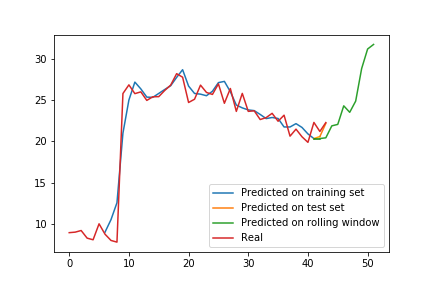 30
25
20
15
10
0
10
20
30
40
50
Predicted on training set
Predicted on test set
Predicted on rolling window
Real